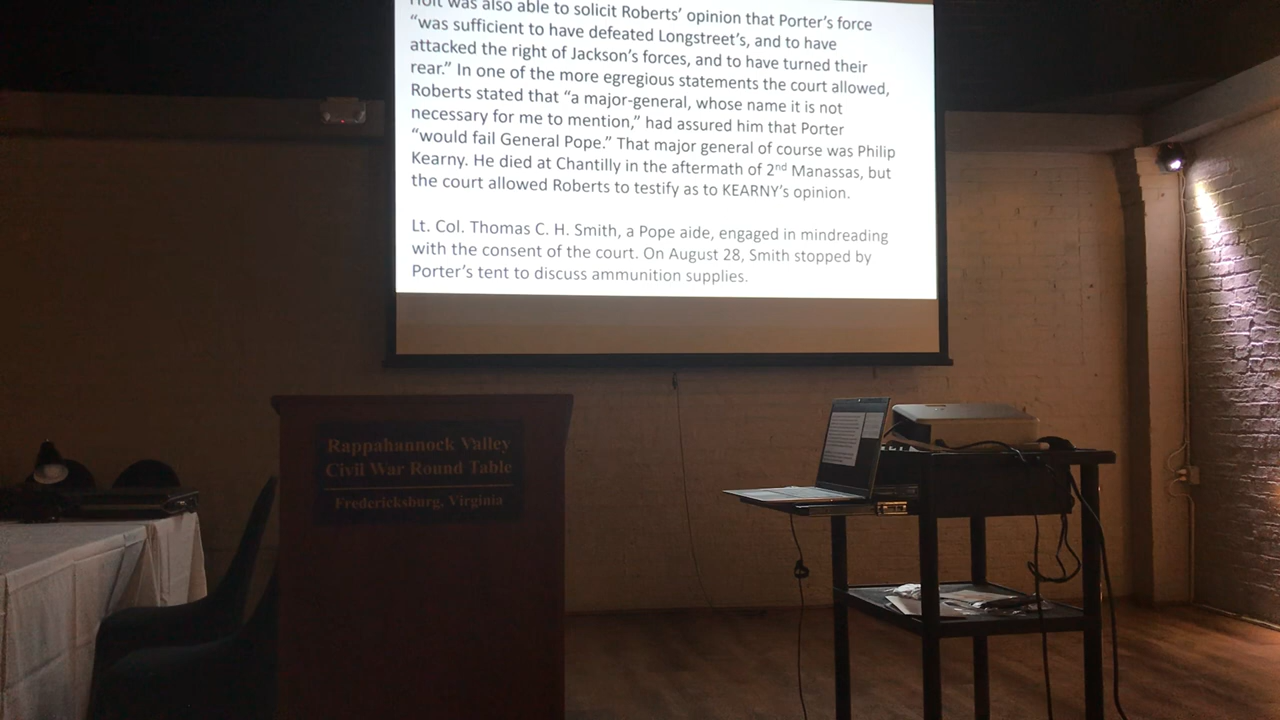 Holt was also able to solicit Roberts’ opinion that Porter’s force
“was sufficient to have defeated Longstreet’s, and to have
attacked the right of Jackson’s forces, and to have turned their
rear.” In one of the more egregious statements the court allowed,
Roberts stated that “a major-general, whose name it is not
necessary for me to mention,” had assured him that Porter
“would fail General Pope.” That major general of course was Philip
Kearny. He died at Chantilly in the aftermath of 2nd Manassas, but
the court allowed Roberts to testify as to KEARNY’s opinion.
Lt. Col. Thomas C. H. Smith, a Pope aide, engaged in mindreading
with the consent of the court. On August 28, Smith stopped by
Porter’s tent to discuss ammunition supplies.
Rappahannock Valley
Civil War Round Table
Fredericksburg, Virginia